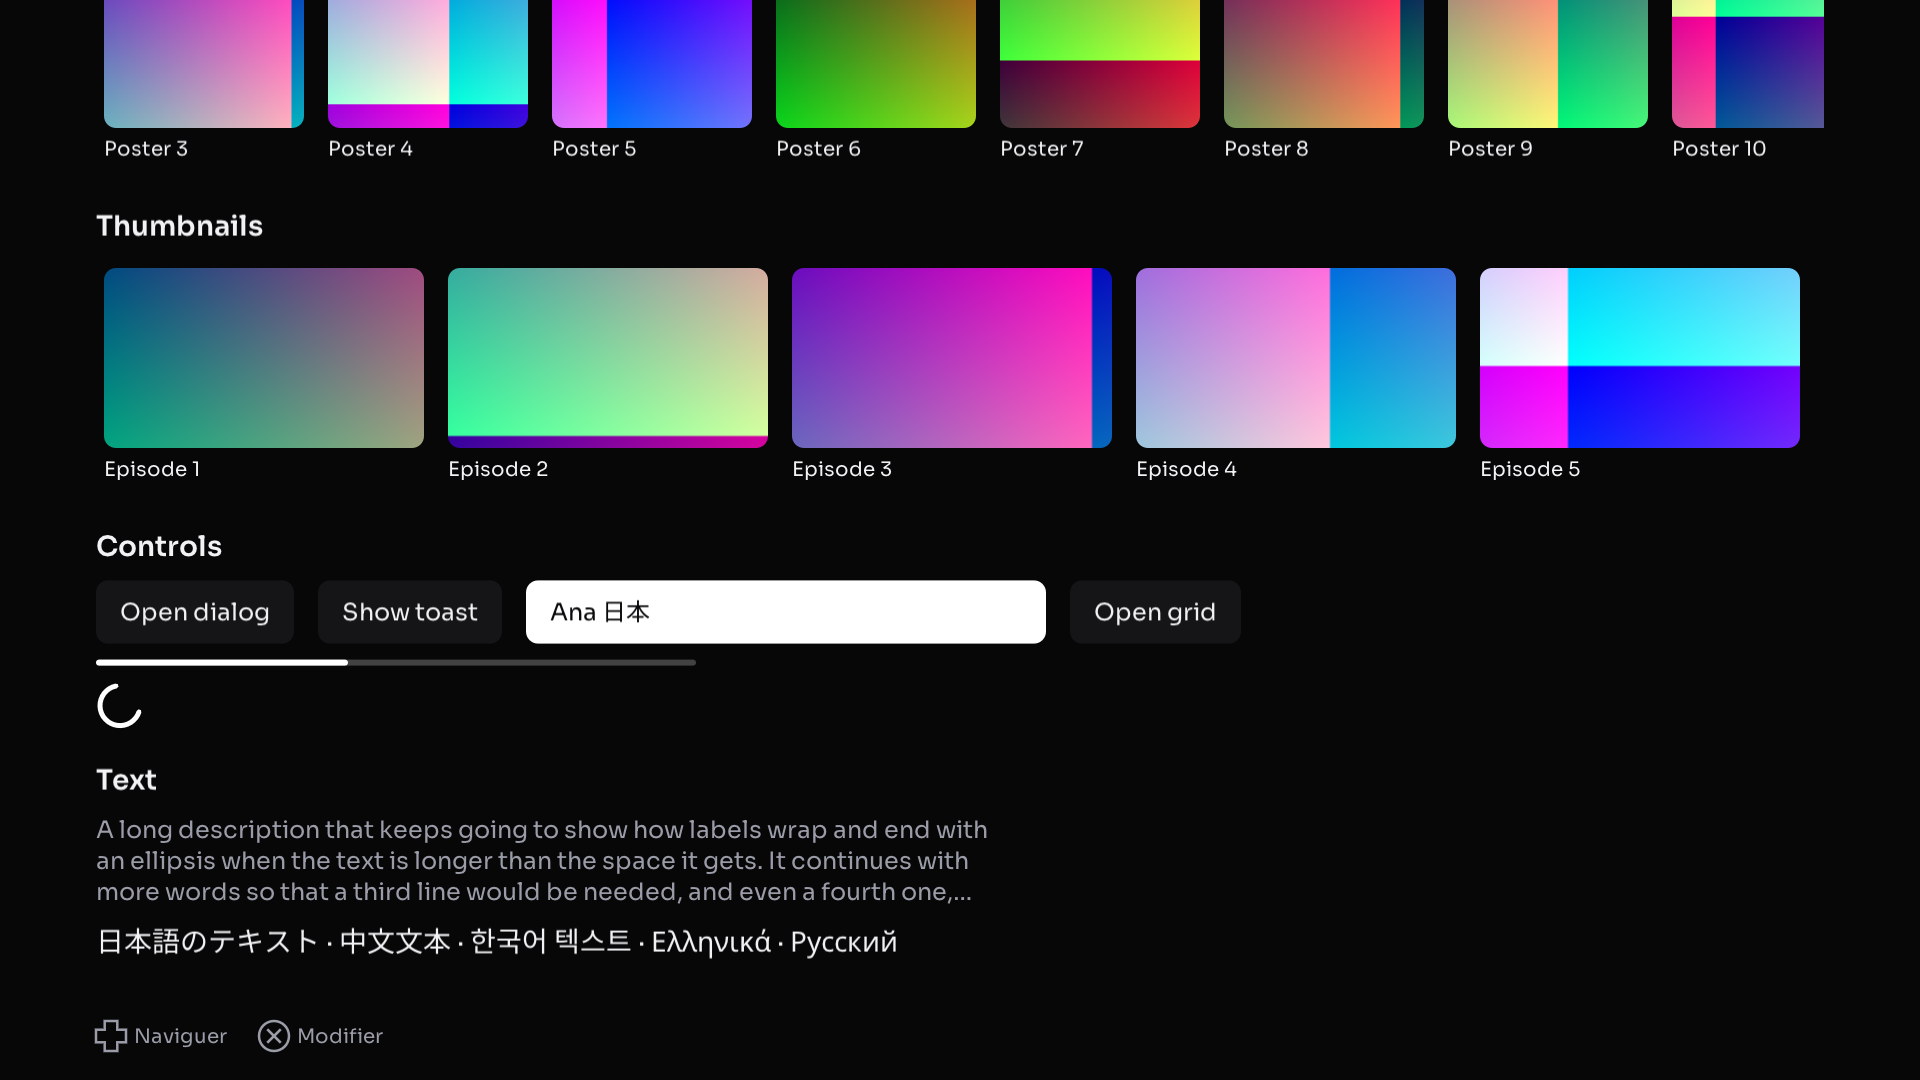 Poster 3
Poster 4
Poster 5
Poster 6
Poster 7
Poster 8
Poster 9
Poster 10
Thumbnails
Episode 1
Episode 2
Episode 3
Episode 4
Episode 5
Controls
Open dialog
Show toast
Ana 日本
Open grid
Text
A long description that keeps going to show how labels wrap and end with
an ellipsis when the text is longer than the space it gets. It continues with
more words so that a third line would be needed, and even a fourth one,...
日本語のテキスト · 中文文本 · 한국어 텍스트 · Ελληνικά · Русский
Naviguer
Modifier